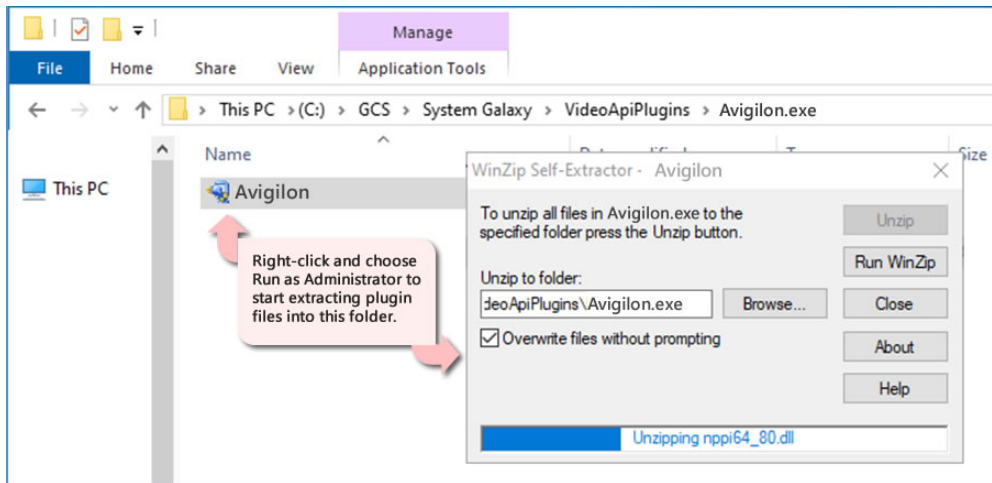 Manage
File Home Share View Application Tools
This PC > (C:) > GCS > System Galaxy > VideoApiPlugins > Avigilon.exe
Name Size
This PC
Avigilon
Right-click and choose
Run as Administrator to
start extracting plugin
files into this folder.
WinZip Self-Extractor - Avigilon
To unzip all files in Avigilon.exe to the
specified folder press the Unzip button.
Unzip to folder:
deoApiPlugins\Avigilon.exe
Browse...
Overwrite files without prompting
Unzip
Run WinZip
Close
About
Help
Unzipping nppi64_80.dll